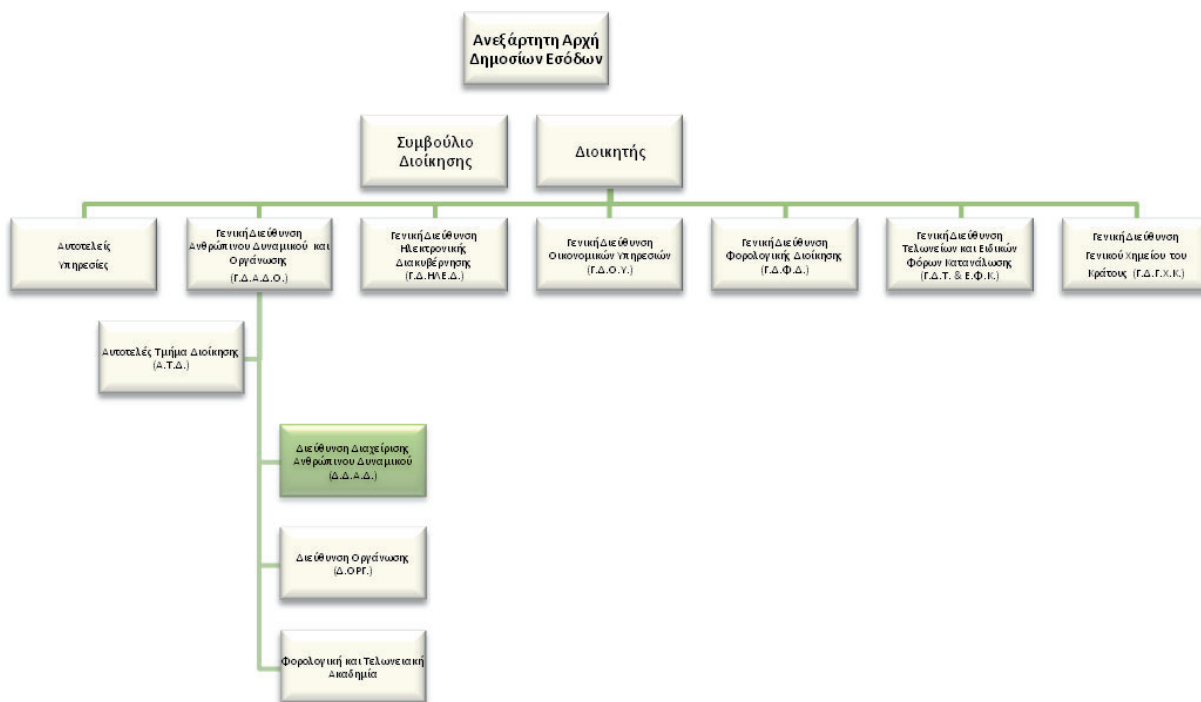 Ανεξάρτητη Αρχή
Δημοσίων Εσόδων
Συμβούλιο
Διοίκησης
Διοικητής
Αυτοτελείς
Υπηρεσίες
Γενική Διεύθυνση
Ανθρώπινου Δυναμικού και
Οργάνωσης
(Γ.Δ.Α.Δ.Ο.)
Γενική Διεύθυνση
Ηλεκτρονικής
Διακυβέρνησης
(Γ.Δ.ΗΛΕ.Δ.)
Γενική Διεύθυνση
Οικονομικών Υπηρεσιών
(Γ.Δ.Ο.Υ.)
Γενική Διεύθυνση
Φορολογικής Διοίκησης
(Γ.Δ.Φ.Δ.)
Γενική Διεύθυνση
Τελωνείων και Ειδικών
Φόρων Κατανάλωσης
(Γ.Δ.Τ. & Ε.Φ.Κ.)
Γενική Διεύθυνση
Γενικού Χημείου του
Κράτους (Γ.Δ.Γ.Χ.Κ.)
Αυτοτελές Τμήμα Διοίκησης
(Α.Τ.Δ.)
Διεύθυνση Διαχείρισης
Ανθρώπινου Δυναμικού
(Δ.Δ.Α.Δ.)
Διεύθυνση Οργάνωσης
(Δ.ΟΡΓ.)
Φορολογική και Τελωνειακή
Ακαδημία